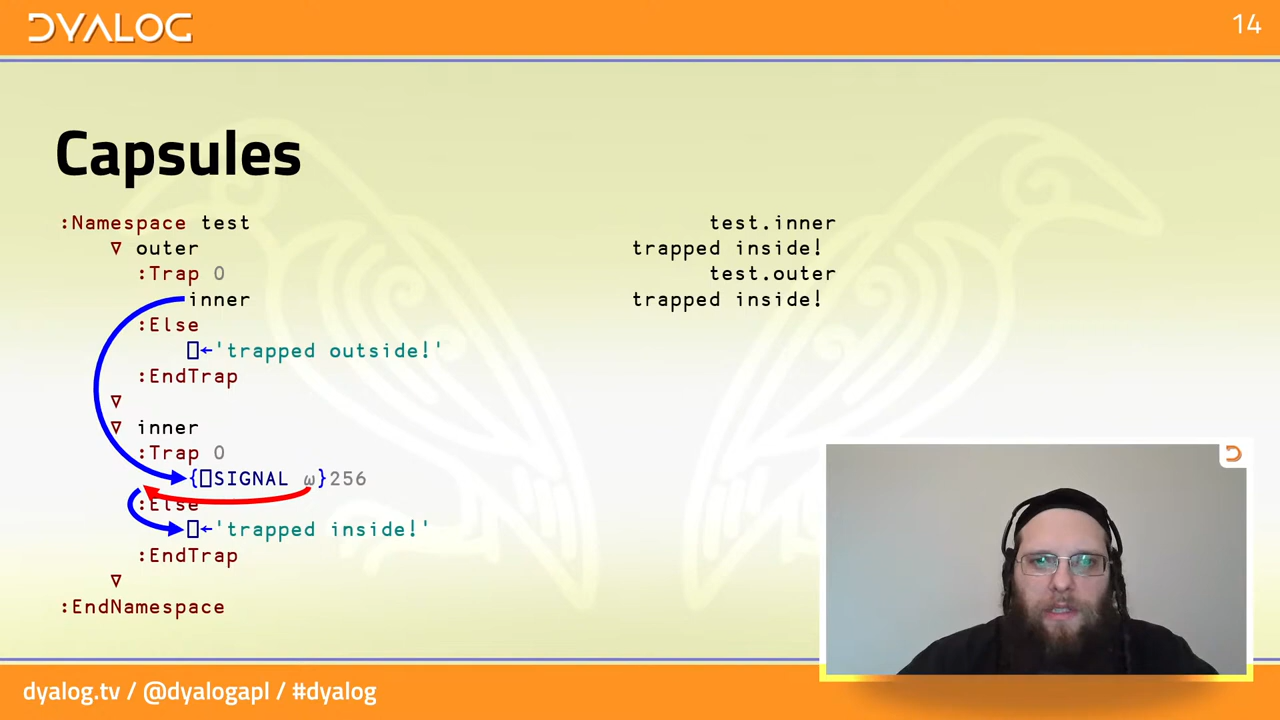 DYALOG
14
Capsules
:Namespace test
∇ outer
:Trap 0
inner
:Else
⎕←'trapped outside!'
:EndTrap
∇
∇ inner
:Trap 0
{⎕SIGNAL ⍵}256
:Else
⎕←'trapped inside!'
:EndTrap
∇
:EndNamespace
test.inner
trapped inside!
test.outer
trapped inside!
dyalog.tv / @dyalogapl / #dyalog